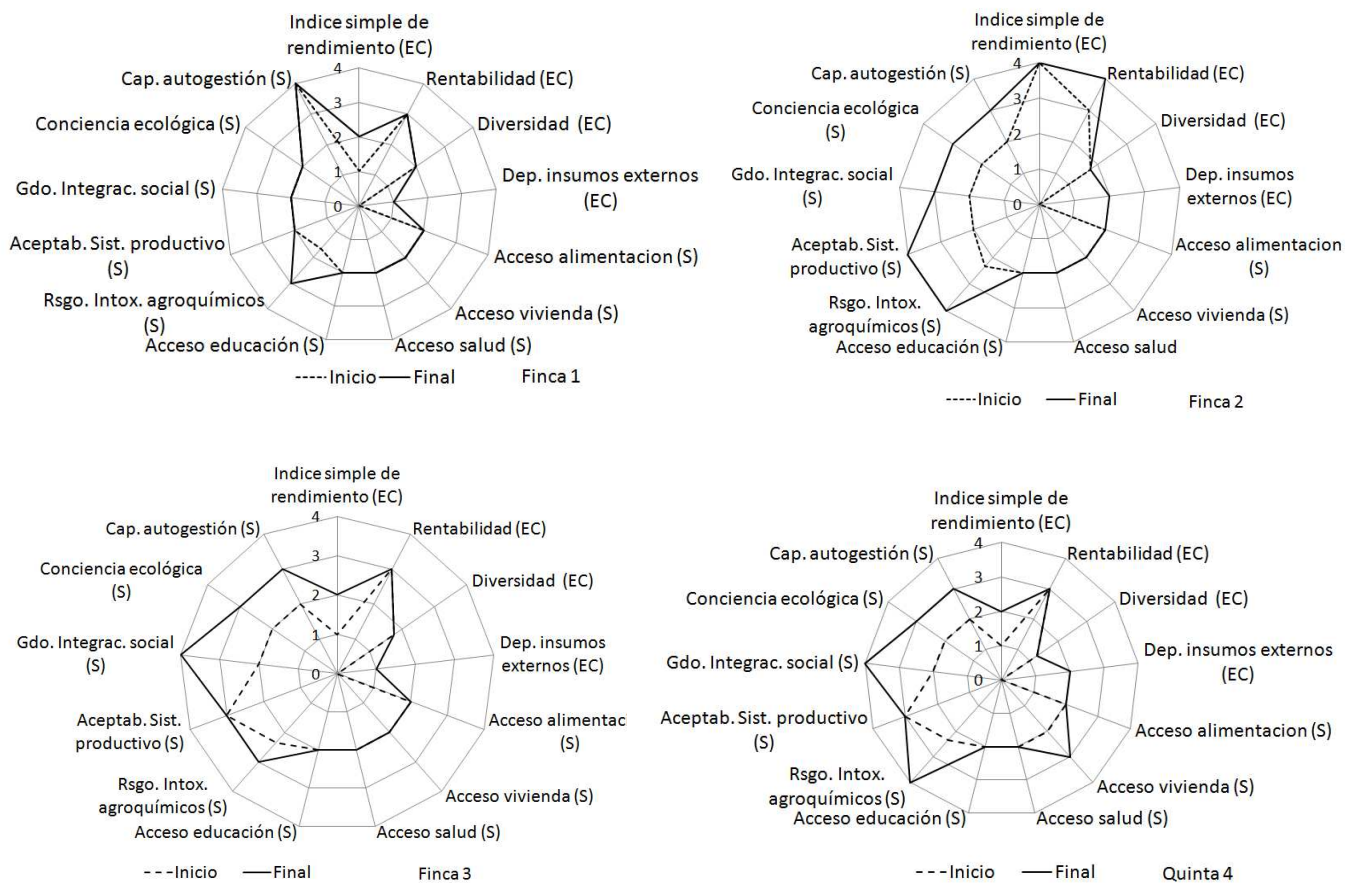 Indice simple de
rendimiento (EC)
Cap. autogestión (S)
Rentabilidad (EC)
Conciencia ecológica (S)
Diversidad (EC)
Gdo. Integrac. social (S)
Dep. insumos externos
(EC)
Aceptab. Sist. productivo
(S)
Acceso alimentacion (S)
Rsgo. Intox. agroquímicos
(S)
Acceso vivienda (S)
Acceso educación (S)
Acceso salud (S)
4
3
2
1
0
Inicio Final Finca 1
Indice simple de
rendimiento (EC)
Cap. autogestión (S)
Rentabilidad (EC)
Conciencia ecológica
(S)
Diversidad (EC)
Gdo. Integrac. social
(S)
Dep. insumos
externos (EC)
Aceptab. Sist.
productivo (S)
Acceso alimentacion
(S)
Rsgo. Intox.
agroquímicos (S)
Acceso vivienda (S)
Acceso educación (S)
Acceso salud
4
3
2
1
0
Inicio Final Finca 2
Indice simple de
rendimiento (EC)
Cap. autogestión (S)
Rentabilidad (EC)
Conciencia ecológica
(S)
Diversidad (EC)
Gdo. Integrac. social
(S)
Dep. insumos
externos (EC)
Aceptab. Sist.
productivo (S)
Acceso alimentac
(S)
Rsgo. Intox.
agroquímicos (S)
Acceso vivienda (S)
Acceso educación (S)
Acceso salud (S)
4
3
2
1
0
Inicio Final Finca 3
Indice simple de
rendimiento (EC)
Cap. autogestión (S)
Rentabilidad (EC)
Conciencia ecológica (S)
Diversidad (EC)
Gdo. Integrac. social (S)
Dep. insumos externos
(EC)
Aceptab. Sist. productivo
(S)
Acceso alimentación (S)
Rsgo. Intox.
agroquímicos (S)
Acceso vivienda (S)
Acceso educación (S)
Acceso salud (S)
4
3
2
1
0
Inicio Final Quinta 4